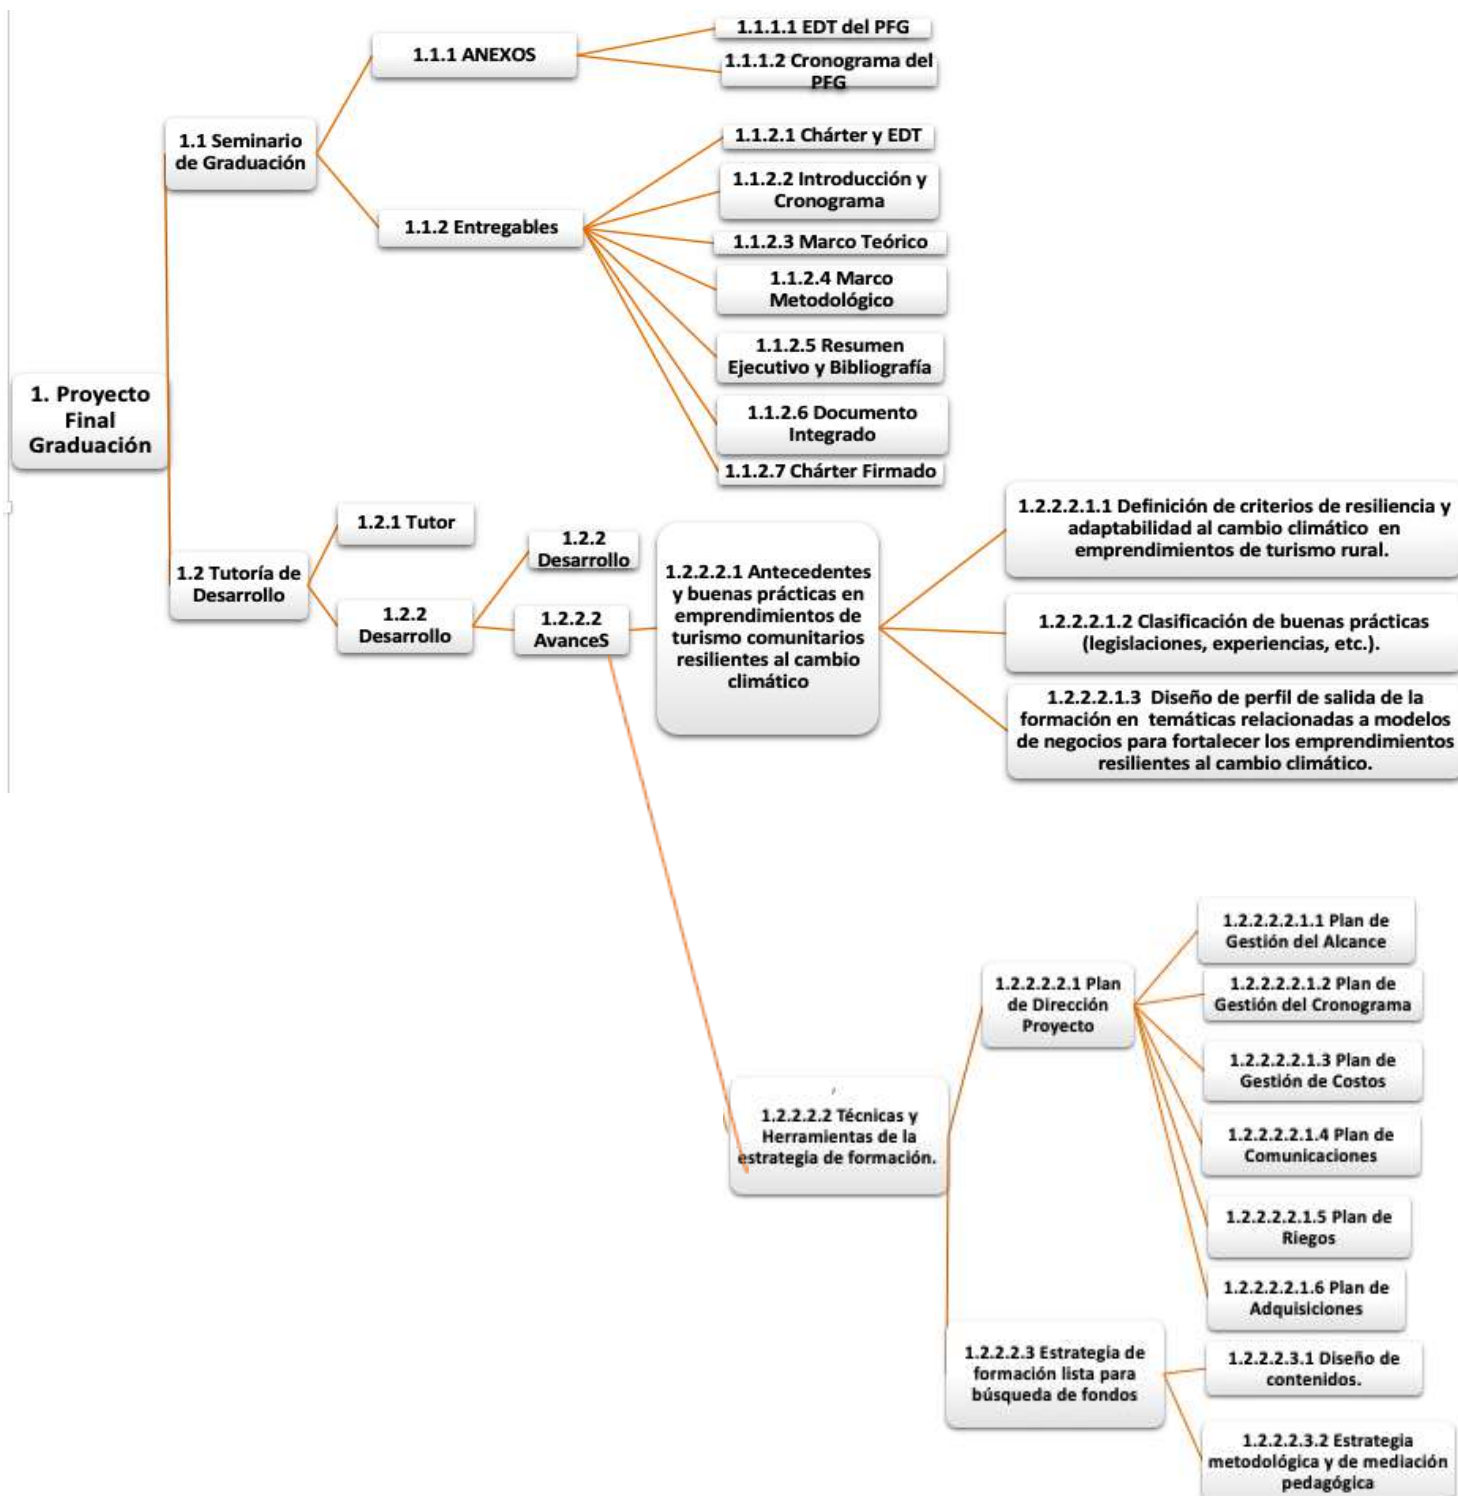 1. Proyecto
Final
Graduación
1.1 Seminario
de Graduación
1.1.1 ANEXOS
1.1.1.1 EDT del PFG
1.1.1.2 Cronograma del
PFG
1.1.2 Entregables
1.1.2.1 Chárter y EDT
1.1.2.2 Introducción y
Cronograma
1.1.2.3 Marco Teórico
1.1.2.4 Marco
Metodológico
1.1.2.5 Resumen
Ejecutivo y Bibliografía
1.1.2.6 Documento
Integrado
1.1.2.7 Chárter Firmado
1.2 Tutoría de
Desarrollo
1.2.1 Tutor
1.2.2
Desarrollo
1.2.2
Desarrollo
1.2.2.2
AvanceS
1.2.2.2.1 Antecedentes
y buenas prácticas en
emprendimientos de
turismo comunitarios
resilientes al cambio
climático
1.2.2.2.1.1 Definición de criterios de resiliencia y
adaptabilidad al cambio climático en
emprendimientos de turismo rural.
1.2.2.2.1.2 Clasificación de buenas prácticas
(legislaciones, experiencias, etc.).
1.2.2.2.1.3 Diseño de perfil de salida de la
formación en temáticas relacionadas a modelos
de negocios para fortalecer los emprendimientos
resilientes al cambio climático.
1.2.2.2.2 Técnicas y
Herramientas de la
estrategia de formación.
1.2.2.2.2.1 Plan
de Dirección
Proyecto
1.2.2.2.2.1.1 Plan de
Gestión del Alcance
1.2.2.2.2.1.2 Plan de
Gestión del Cronograma
1.2.2.2.2.1.3 Plan de
Gestión de Costos
1.2.2.2.2.1.4 Plan de
Comunicaciones
1.2.2.2.2.1.5 Plan de
Riegos
1.2.2.2.2.1.6 Plan de
Adquisiciones
1.2.2.2.3 Estrategia de
formación lista para
búsqueda de fondos
1.2.2.2.3.1 Diseño de
contenidos.
1.2.2.2.3.2 Estrategia
metodológica y de mediación
pedagógica